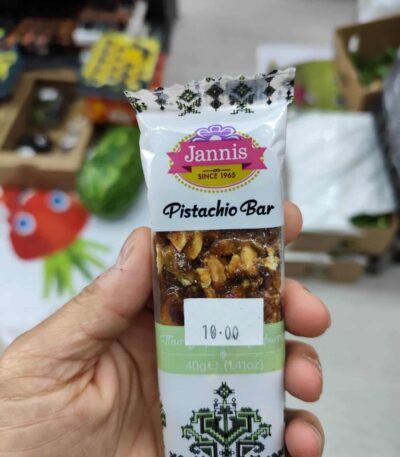 Jannis
SINCE 1965
Pistachio Bar
10.00
40g℮ (1.41oz)